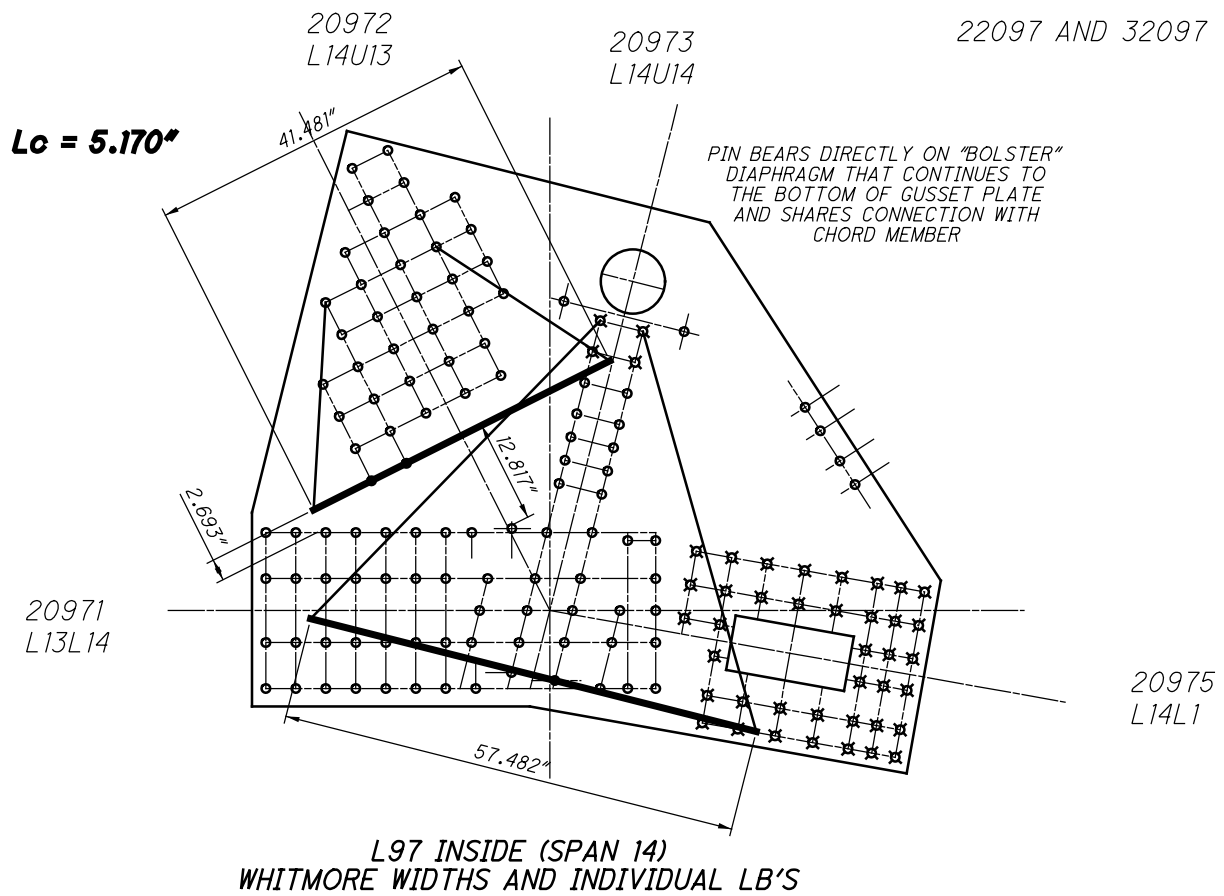 20972
L14U13
20973
L14U14
22097 AND 32097
Lc = 5.170"
41.481"
PIN BEARS DIRECTLY ON "BOLSTER"
DIAPHRAGM THAT CONTINUES TO
THE BOTTOM OF GUSSET PLATE
AND SHARES CONNECTION WITH
CHORD MEMBER
12.817"
2.693"
20971
L13L14
20975
L14L1
57.482"
L97 INSIDE (SPAN 14)
WHITMORE WIDTHS AND INDIVIDUAL LB'S